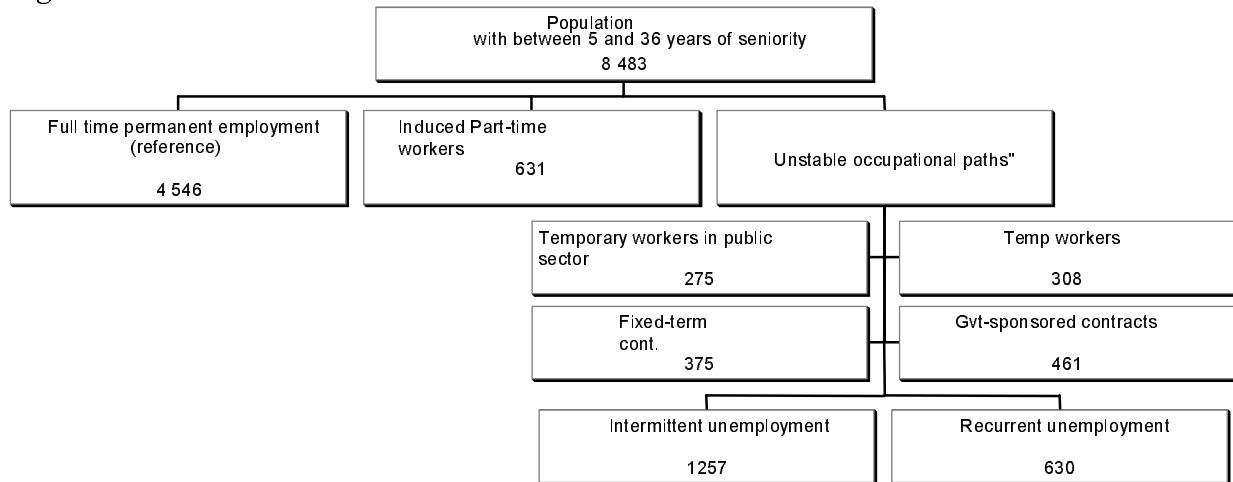 Population
with between 5 and 36 years of seniority
8 483
Full time permanent employment
(reference)
4 546
Induced Part-time
workers
631
Unstable occupational paths"
Temporary workers in public
sector
275
Temp workers
308
Fixed-term
cont.
375
Gvt-sponsored contracts
461
Intermittent unemployment
1257
Recurrent unemployment
630